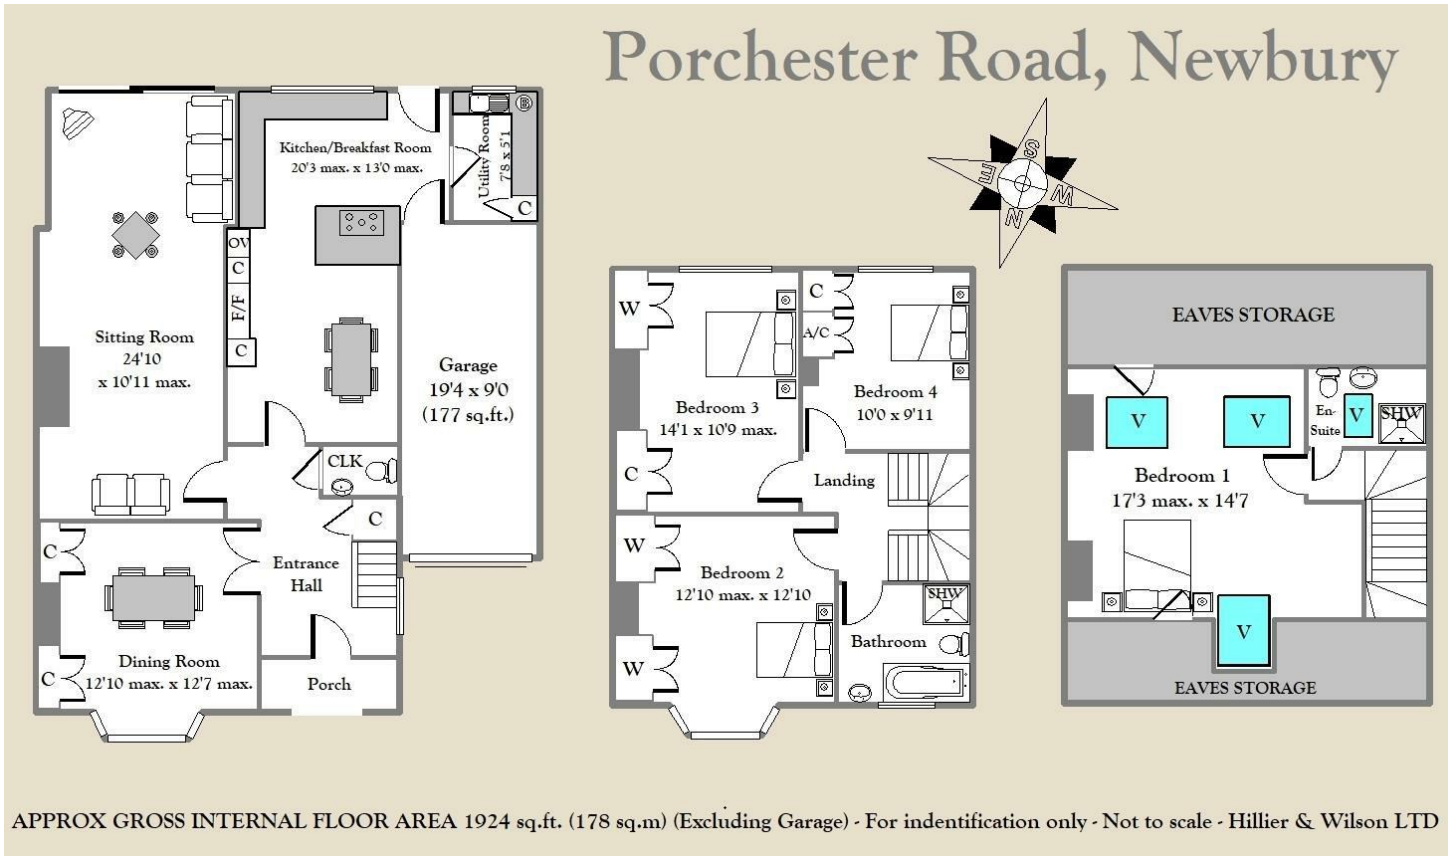 Porchester Road, Newbury
S
E
W
N
Kitchen/Breakfast Room
20'3 max. x 13'0 max.
Utility Room
7'8 x 5'1
B
C
OV
C
F/F
C
Sitting Room
24'10
x 10'11 max.
Garage
19'4 x 9'0
(177 sq.ft.)
CLK
C
Entrance
Hall
C
Dining Room
12'10 max. x 12'7 max.
C
Porch
W
Bedroom 3
14'1 x 10'9 max.
C
C
A/C
Bedroom 4
10'0 x 9'11
Landing
W
Bedroom 2
12'10 max. x 12'10
W
SHW
Bathroom
EAVES STORAGE
V
V
En-
Suite
V
SHW
Bedroom 1
17'3 max. x 14'7
V
EAVES STORAGE
APPROX GROSS INTERNAL FLOOR AREA 1924 sq.ft. (178 sq.m) (Excluding Garage) - For indentification only - Not to scale - Hillier & Wilson LTD